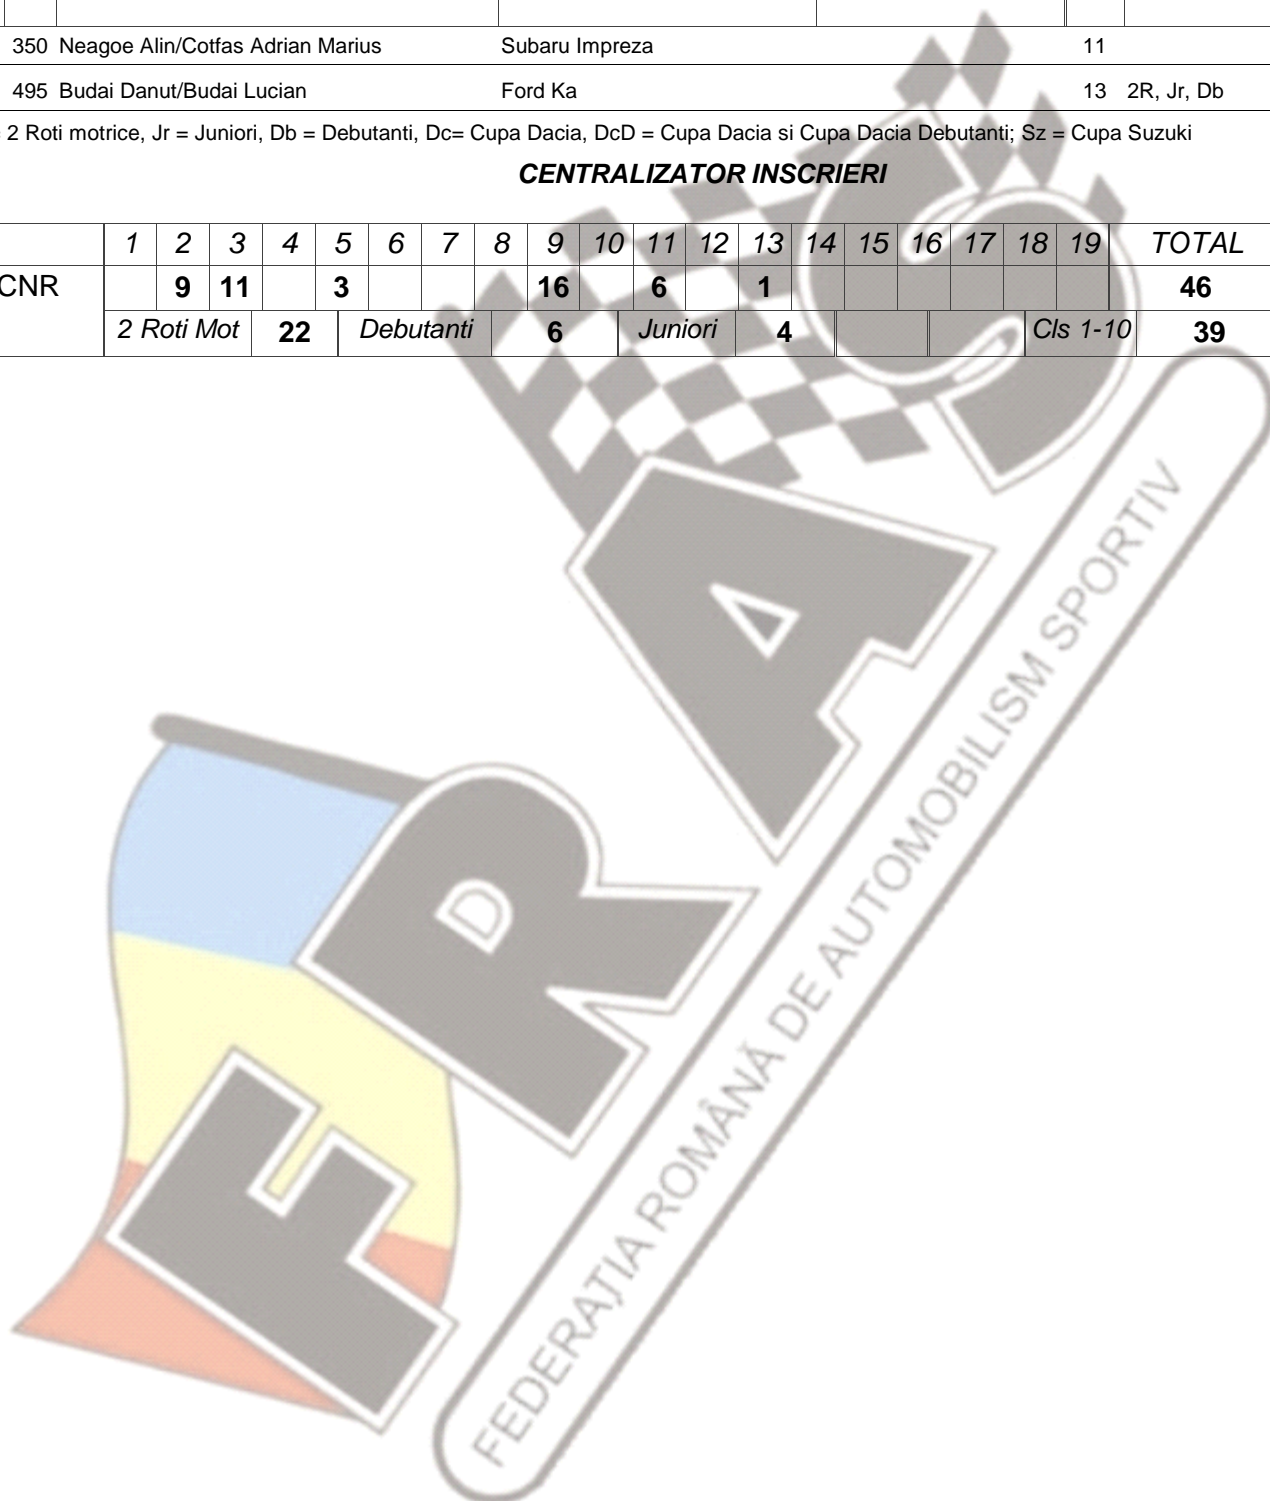 350 Neagoe Alin/Cotfas Adrian Marius Subaru Impreza 11
495 Budai Danut/Budai Lucian Ford Ka 13 2R, Jr, Db
2 Roti motrice, Jr = Juniori, Db = Debutanti, Dc= Cupa Dacia, DcD = Cupa Dacia si Cupa Dacia Debutanti; Sz = Cupa Suzuki
CENTRALIZATOR INSCRIERI
1 2 3 4 5 6 7 8 9 10 11 12 13 14 15 16 17 18 19 TOTAL
CNR 9 11 3 16 6 1 46
2 Roti Mot 22 Debutanti 6 Juniori 4 Cls 1-10 39
FRAS
FEDERAŢIA ROMÂNĂ DE AUTOMOBILISM SPORTIV